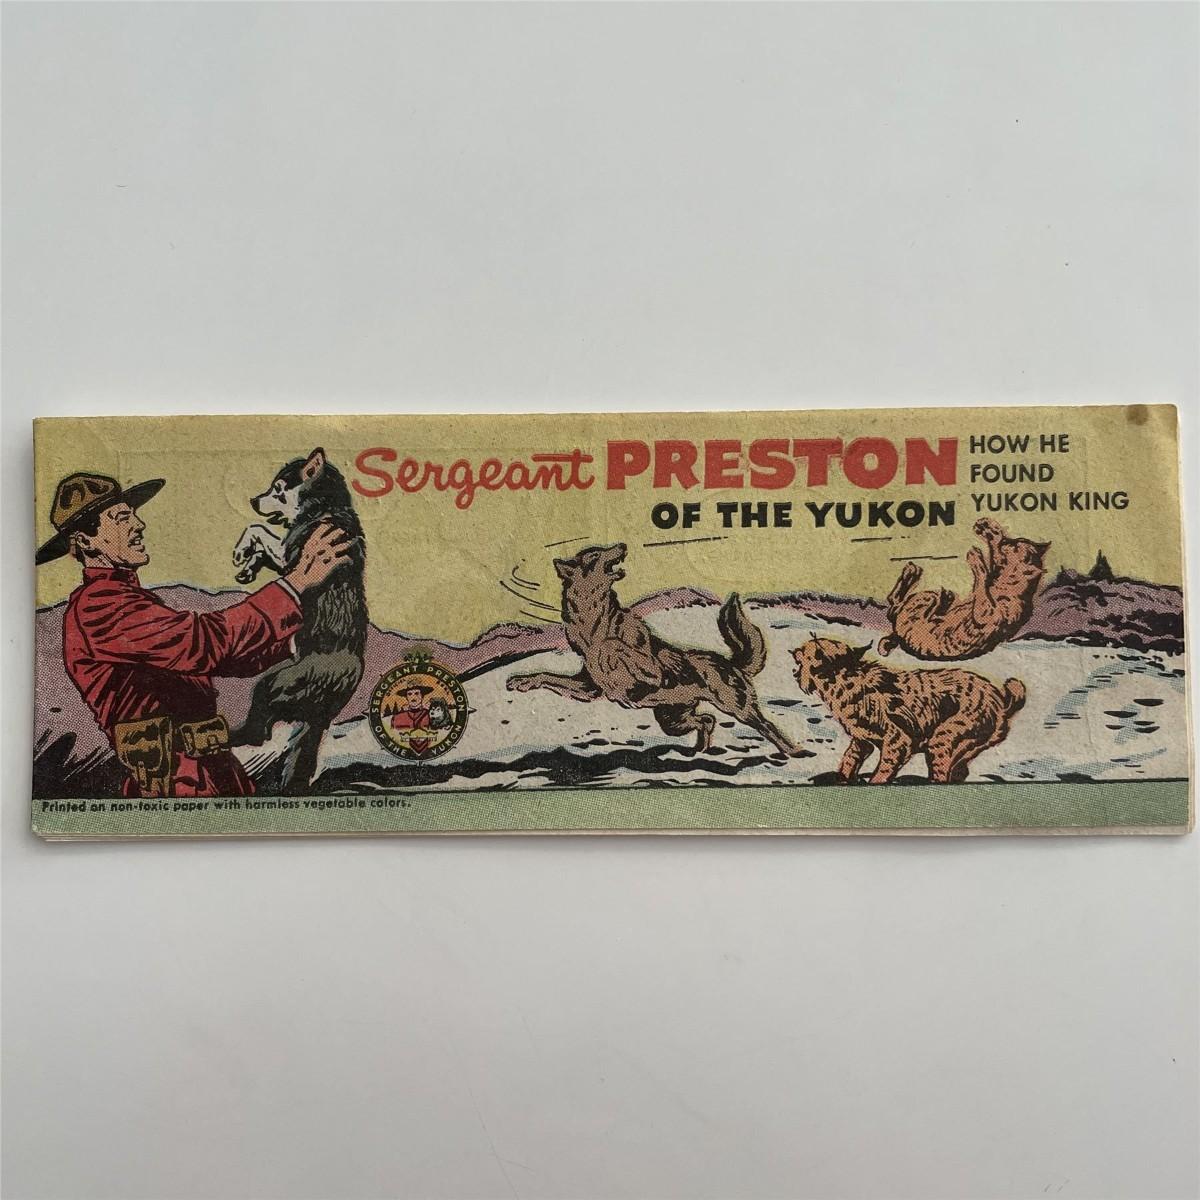 Sergeant PRESTON
OF THE YUKON
HOW HE
FOUND
YUKON KING
SERGEANT PRESTON
OF THE YUKON
Printed on non-toxic paper with harmless vegetable colors.